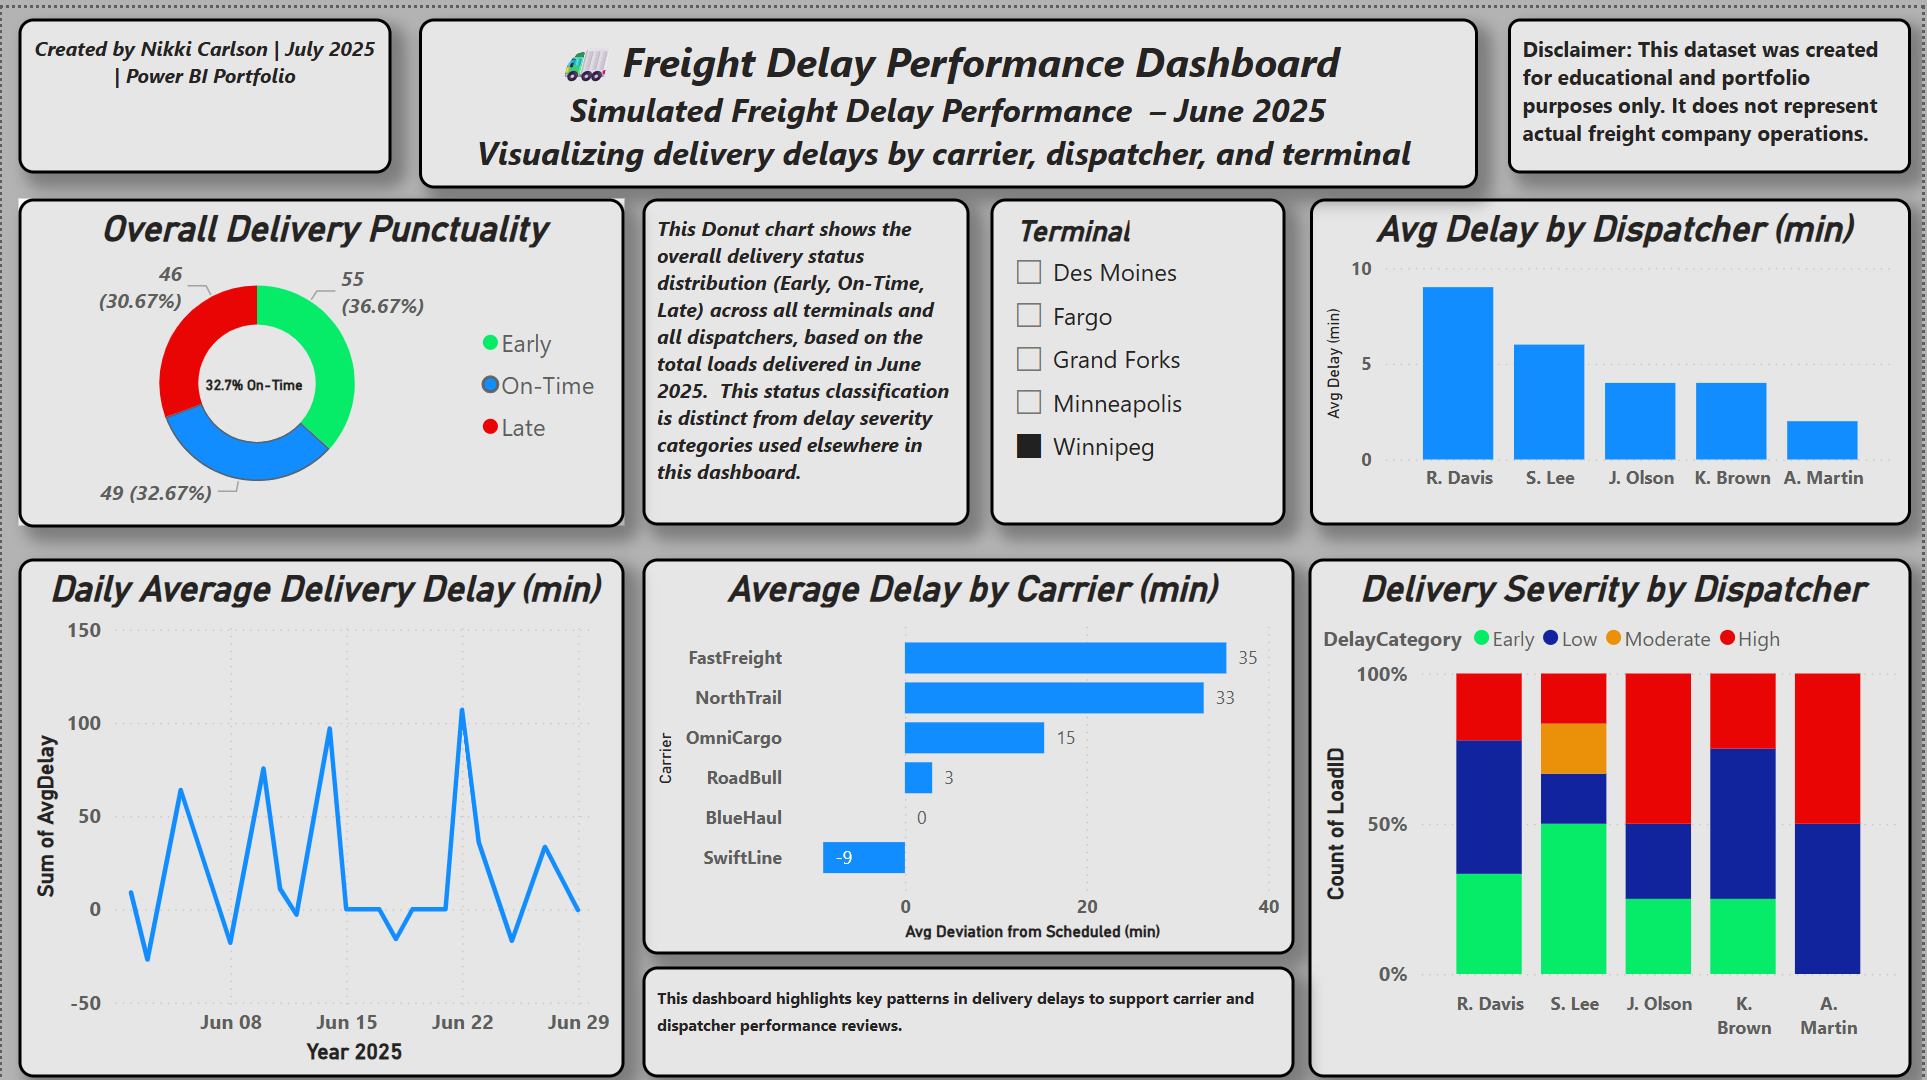 Created by Nikki Carlson | July 2025
| Power BI Portfolio
Freight Delay Performance Dashboard
Simulated Freight Delay Performance – June 2025
Visualizing delivery delays by carrier, dispatcher, and terminal
Disclaimer: This dataset was created
for educational and portfolio
purposes only. It does not represent
actual freight company operations.
Overall Delivery Punctuality
46
(30.67%)
55
(36.67%)
32.7% On-Time
49 (32.67%)
Early
On-Time
Late
This Donut chart shows the
overall delivery status
distribution (Early, On-Time,
Late) across all terminals and
all dispatchers, based on the
total loads delivered in June
2025. This status classification
is distinct from delay severity
categories used elsewhere in
this dashboard.
Terminal
Des Moines
Fargo
Grand Forks
Minneapolis
Winnipeg
Avg Delay by Dispatcher (min)
Avg Delay (min)
10
5
0
R. Davis
S. Lee
J. Olson
K. Brown
A. Martin
Daily Average Delivery Delay (min)
Sum of AvgDelay
150
100
50
0
-50
Jun 08
Jun 15
Jun 22
Jun 29
Year 2025
Average Delay by Carrier (min)
Carrier
FastFreight
35
NorthTrail
33
OmniCargo
15
RoadBull
3
BlueHaul
0
SwiftLine
-9
0
20
40
Avg Deviation from Scheduled (min)
This dashboard highlights key patterns in delivery delays to support carrier and
dispatcher performance reviews.
Delivery Severity by Dispatcher
DelayCategory Early Low Moderate High
Count of LoadID
100%
50%
0%
R. Davis
S. Lee
J. Olson
K.
Brown
A.
Martin